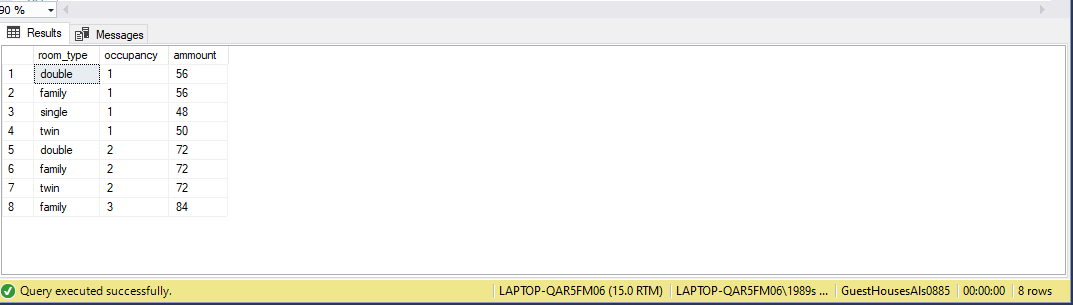 90 %
Results Messages
room_type occupancy ammount
1 double 1 56
2 family 1 56
3 single 1 48
4 twin 1 50
5 double 2 72
6 family 2 72
7 twin 2 72
8 family 3 84
Query executed successfully. LAPTOP-QAR5FM06 (15.0 RTM) LAPTOP-QAR5FM06\1989s ... GuestHousesAls0885 00:00:00 8 rows